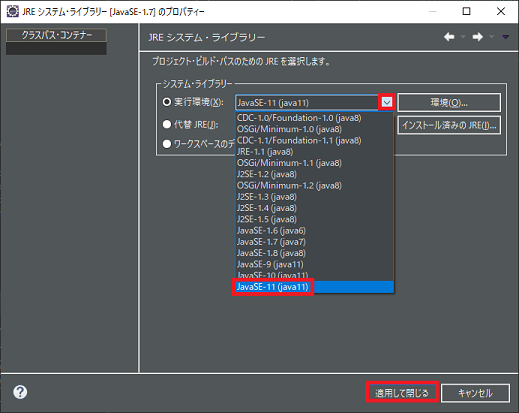 JRE システム・ライブラリー [JavaSE-1.7] のプロパティー
クラスパス・コンテナー
JRE システム・ライブラリー
プロジェクト・ビルド・パスのための JRE を選択します。
システム・ライブラリー
実行環境(X):
JavaSE-11 (java11)
環境(O)...
代替 JRE(J):
インストール済みの JRE(I)...
ワークスペースのデ
CDC-1.0/Foundation-1.0 (java8)
OSGi/Minimum-1.0 (java8)
CDC-1.1/Foundation-1.1 (java8)
JRE-1.1 (java8)
OSGi/Minimum-1.1 (java8)
J2SE-1.2 (java8)
OSGi/Minimum-1.2 (java8)
J2SE-1.3 (java8)
J2SE-1.4 (java8)
J2SE-1.5 (java8)
JavaSE-1.6 (java6)
JavaSE-1.7 (java7)
JavaSE-1.8 (java8)
JavaSE-9 (java11)
JavaSE-10 (java11)
JavaSE-11 (java11)
適用して閉じる
キャンセル